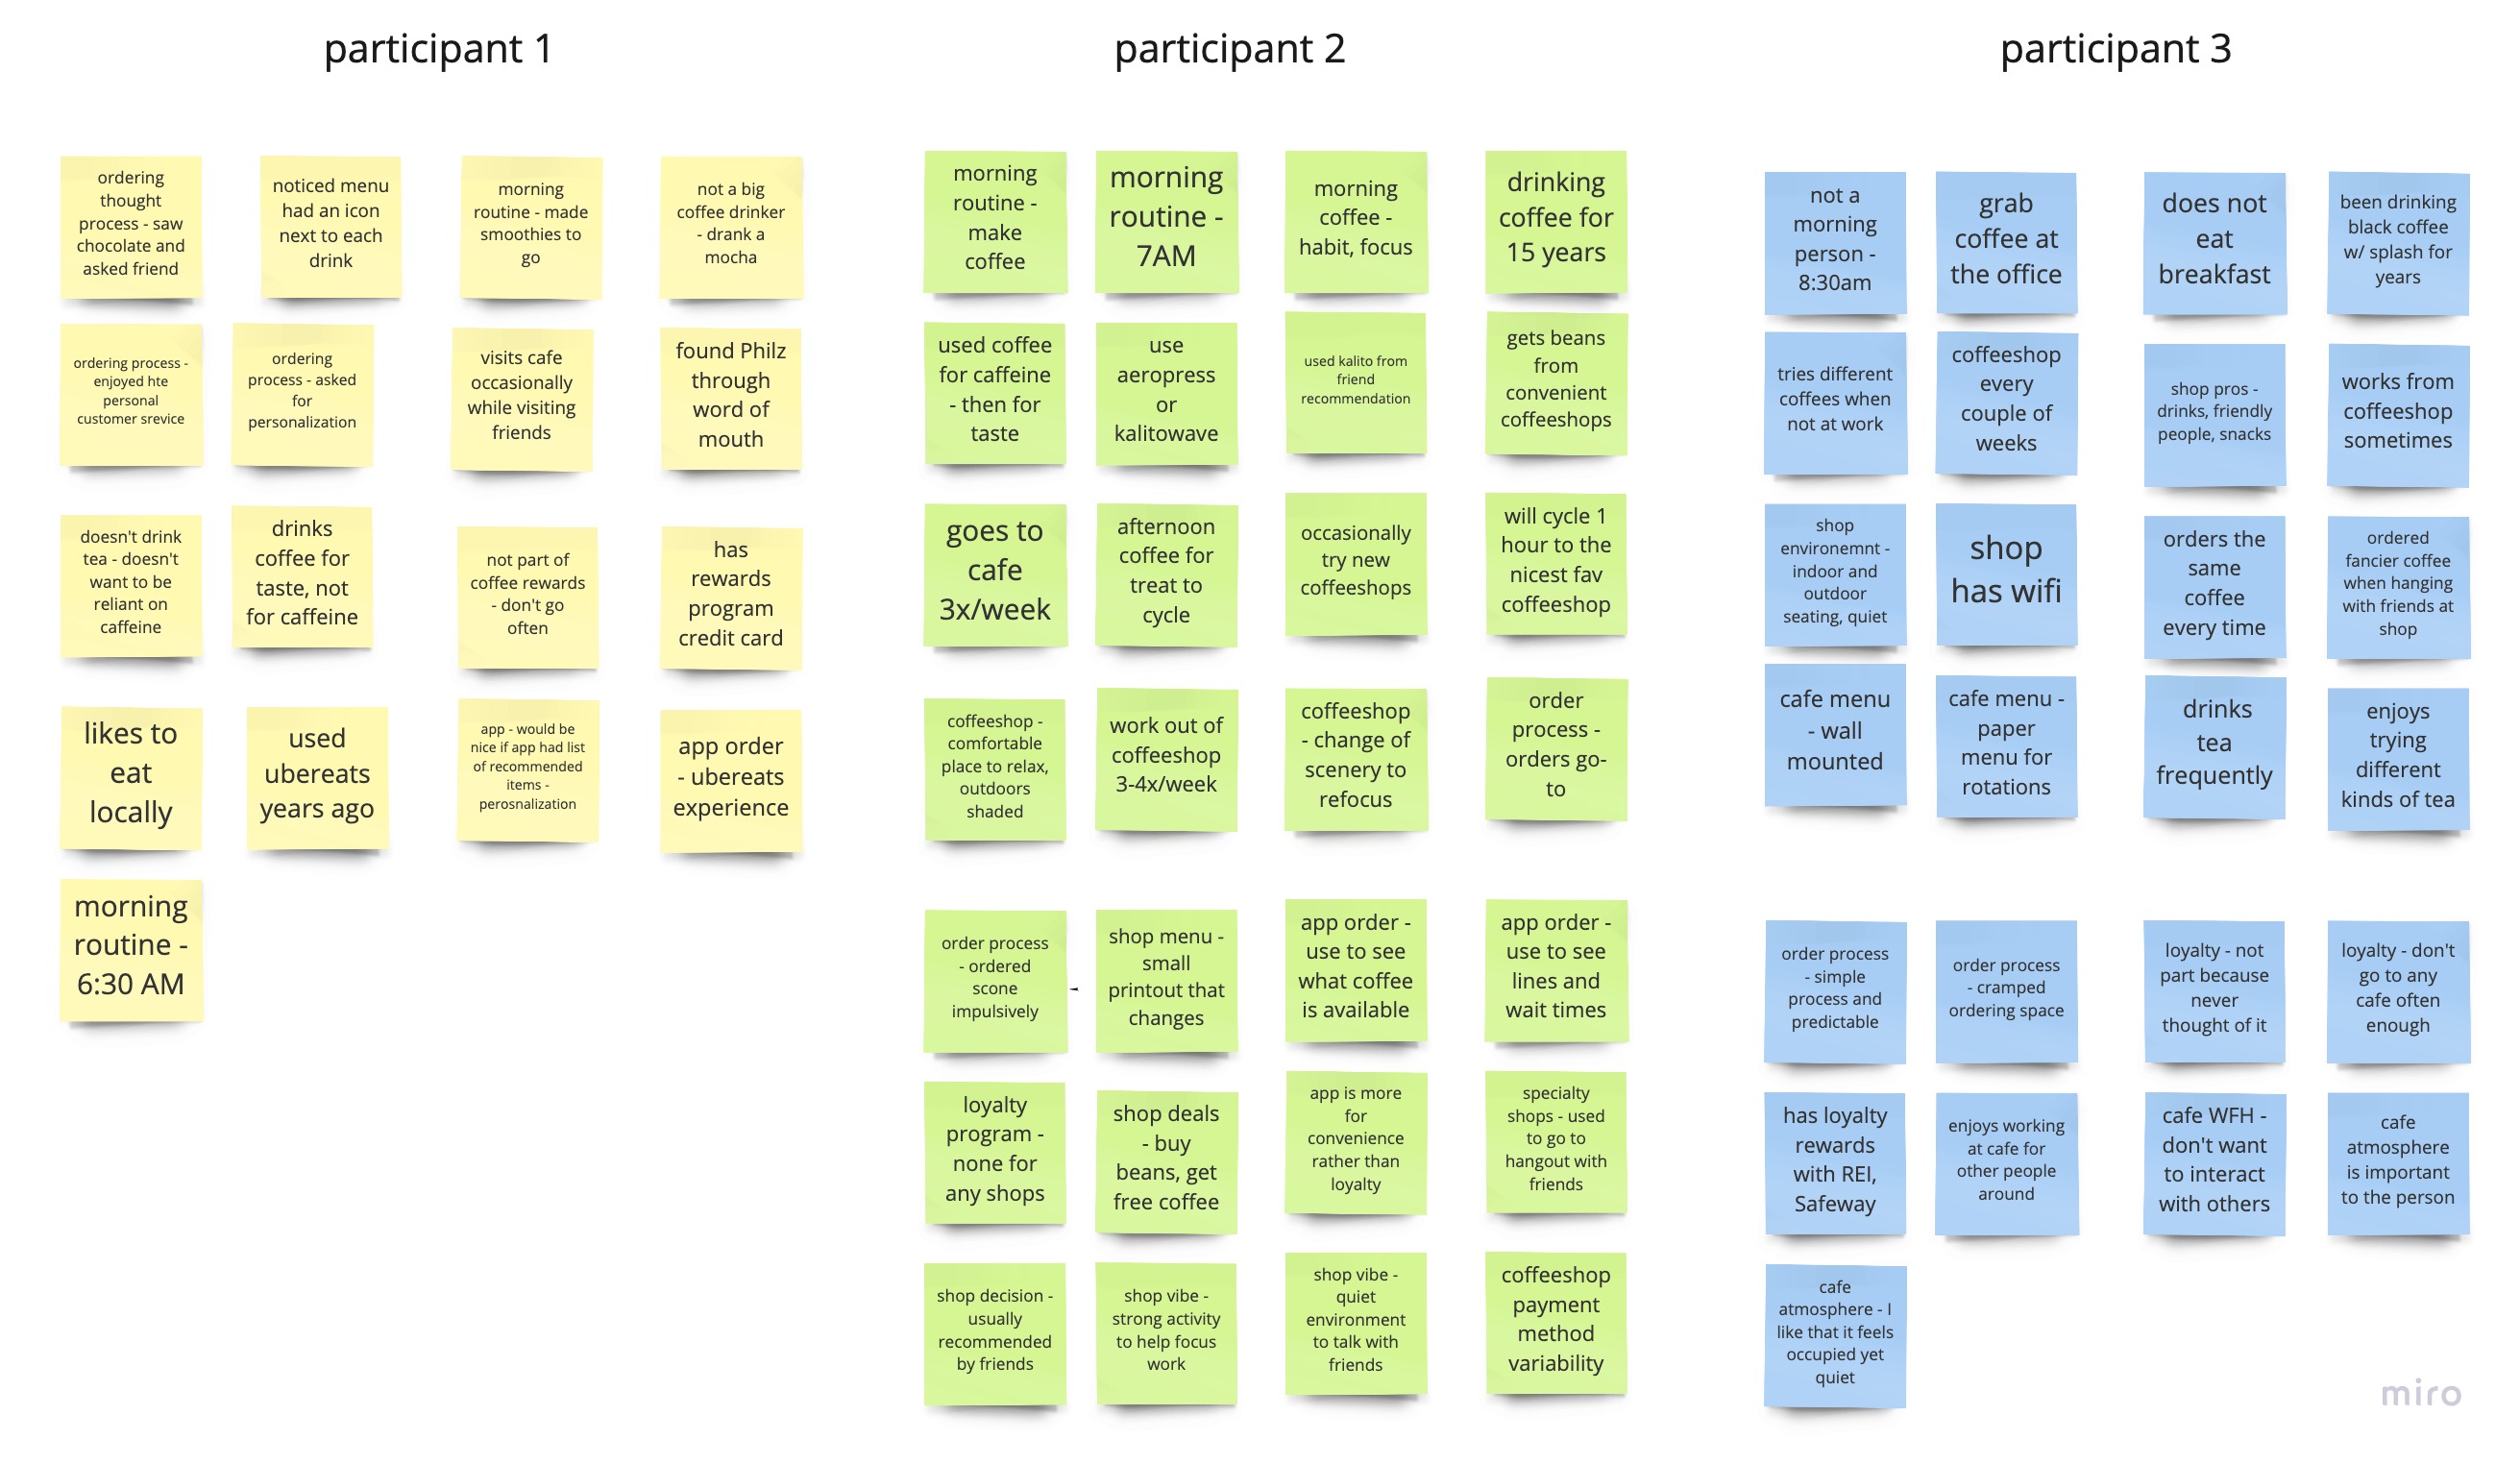 participant 1
ordering
thought
process - saw
chocolate and
asked friend
noticed menu
had an icon
next to each
drink
morning
routine - made
smoothies to
go
not a big
coffee drinker
- drank a
mocha
ordering process -
enjoyed hte
personal
customer srevice
ordering
process - asked
for
personalization
visits cafe
occasionally
while visiting
friends
found Philz
through
word of
mouth
doesn't drink
tea - doesn't
want to be
reliant on
caffeine
drinks
coffee for
taste, not
for caffeine
not part of
coffee rewards
- don't go
often
has
rewards
program
credit card
likes to
eat
locally
used
ubereats
years ago
app - would be
nice if app had list
of recommended
items -
perosnalization
app order
- ubereats
experience
morning
routine -
6:30 AM
participant 2
morning
routine -
make
coffee
morning
routine -
7AM
morning
coffee -
habit, focus
drinking
coffee for
15 years
used coffee
for caffeine
- then for
taste
use
aeropress
or
kalitowave
used kalito from
friend
recommendation
gets beans
from
convenient
coffeeshops
goes to
cafe
3x/week
afternoon
coffee for
treat to
cycle
occasionally
try new
coffeeshops
will cycle 1
hour to the
nicest fav
coffeeshop
coffeeshop -
comfortable
place to relax,
outdoors
shaded
work out of
coffeeshop
3-4x/week
coffeeshop
- change of
scenery to
refocus
order
process -
orders go-
to
order process
- ordered
scone
impulsively
shop menu -
small
printout that
changes
app order -
use to see
what coffee
is available
app order -
use to see
lines and
wait times
loyalty
program -
none for
any shops
shop deals
- buy
beans, get
free coffee
app is more
for
convenience
rather than
loyalty
specialty
shops - used
to go to
hangout with
friends
shop decision -
usually
recommended
by friends
shop vibe -
strong activity
to help focus
work
shop vibe -
quiet
environment
to talk with
friends
coffeeshop
payment
method
variability
participant 3
not a
morning
person -
8:30am
grab
coffee at
the office
does not
eat
breakfast
been drinking
black coffee
w/ splash for
years
tries different
coffees when
not at work
coffeeshop
every
couple of
weeks
shop pros -
drinks, friendly
people, snacks
works from
coffeeshop
sometimes
shop
environemnt -
indoor and
outdoor
seating, quiet
shop
has wifi
orders the
same
coffee
every time
ordered
fancier coffee
when hanging
with friends at
shop
cafe menu
- wall
mounted
cafe menu -
paper
menu for
rotations
drinks
tea
frequently
enjoys
trying
different
kinds of tea
order process
- simple
process and
predictable
order process
- cramped
ordering space
loyalty - not
part because
never
thought of it
loyalty - don't
go to any
cafe often
enough
has loyalty
rewards
with REI,
Safeway
enjoys working
at cafe for
other people
around
cafe WFH -
don't want
to interact
with others
cafe
atmosphere
is important
to the person
cafe
atmosphere - I
like that it feels
occupied yet
quiet
miro